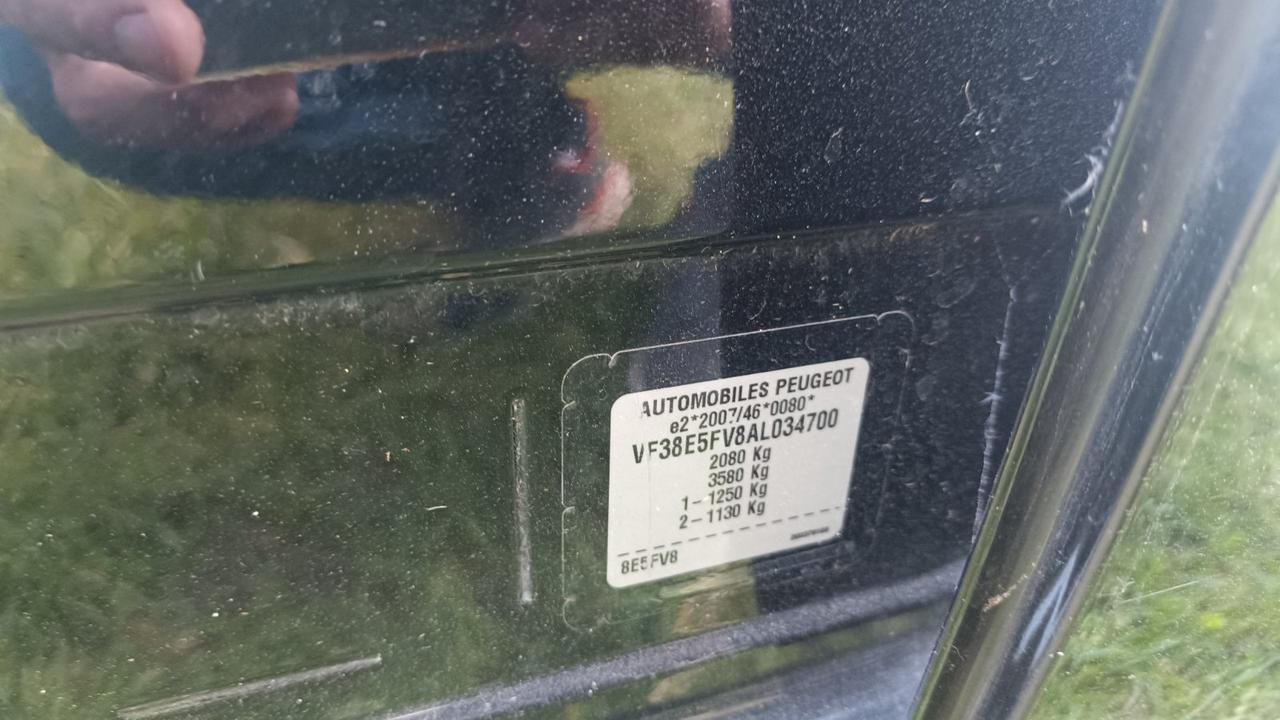 AUTOMOBILES PEUGEOT
e2*2007/46*0080*
VF38E5FV8AL034700
2080 Kg
3580 Kg
1-1250 Kg
2-1130 Kg
8E5FV8